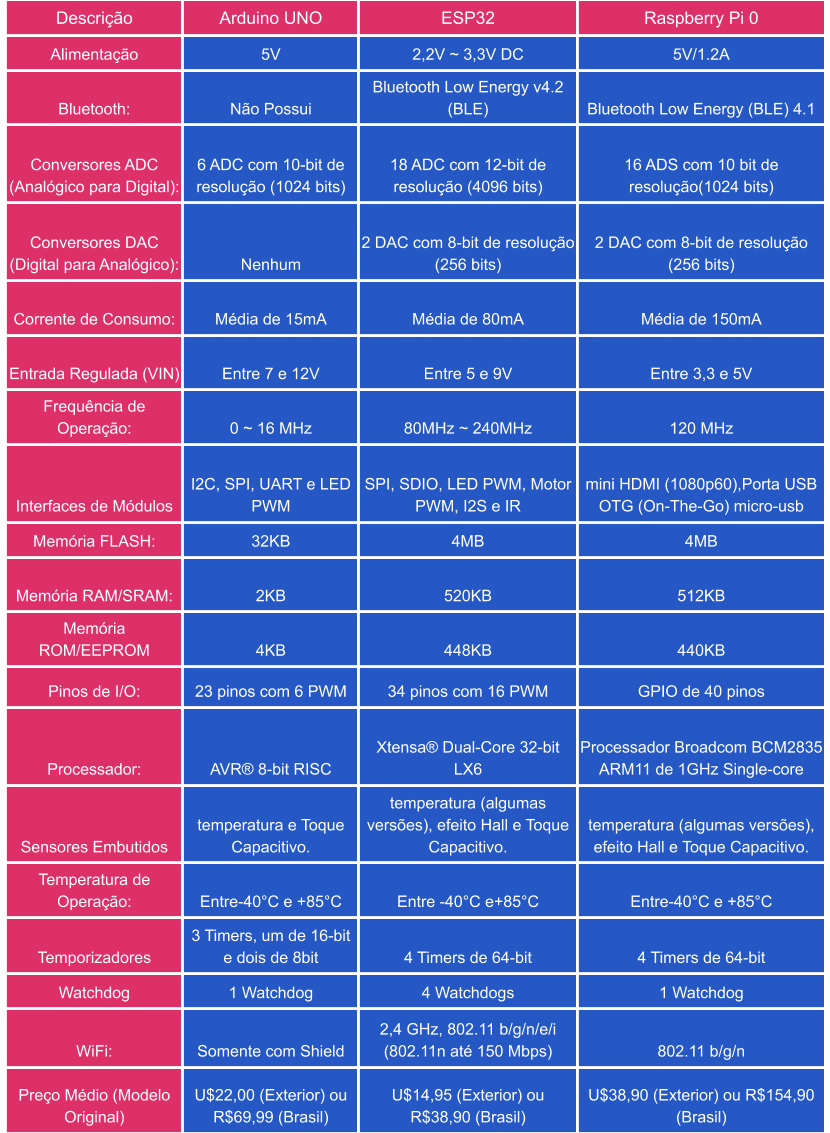 Descrição Arduino UNO ESP32 Raspberry Pi 0
Alimentação 5V 2,2V ~ 3,3V DC 5V/1.2A
Bluetooth: Não Possui Bluetooth Low Energy v4.2
(BLE) Bluetooth Low Energy (BLE) 4.1
Conversores ADC
(Analógico para Digital): 6 ADC com 10-bit de
resolução (1024 bits) 18 ADC com 12-bit de
resolução (4096 bits) 16 ADS com 10 bit de
resolução(1024 bits)
Conversores DAC
(Digital para Analógico): Nenhum 2 DAC com 8-bit de resolução
(256 bits) 2 DAC com 8-bit de resolução
(256 bits)
Corrente de Consumo: Média de 15mA Média de 80mA Média de 150mA
Entrada Regulada (VIN) Entre 7 e 12V Entre 5 e 9V Entre 3,3 e 5V
Frequência de
Operação: 0 ~ 16 MHz 80MHz ~ 240MHz 120 MHz
Interfaces de Módulos I2C, SPI, UART e LED
PWM SPI, SDIO, LED PWM, Motor
PWM, I2S e IR mini HDMI (1080p60),Porta USB
OTG (On-The-Go) micro-usb
Memória FLASH: 32KB 4MB 4MB
Memória RAM/SRAM: 2KB 520KB 512KB
Memória
ROM/EEPROM 4KB 448KB 440KB
Pinos de I/O: 23 pinos com 6 PWM 34 pinos com 16 PWM GPIO de 40 pinos
Processador: AVR® 8-bit RISC Xtensa® Dual-Core 32-bit
LX6 Processador Broadcom BCM2835
ARM11 de 1GHz Single-core
Sensores Embutidos temperatura e Toque
Capacitivo. temperatura (algumas
versões), efeito Hall e Toque
Capacitivo. temperatura (algumas versões),
efeito Hall e Toque Capacitivo.
Temperatura de
Operação: Entre-40°C e +85°C Entre -40°C e+85°C Entre-40°C e +85°C
Temporizadores 3 Timers, um de 16-bit
e dois de 8bit 4 Timers de 64-bit 4 Timers de 64-bit
Watchdog 1 Watchdog 4 Watchdogs 1 Watchdog
WiFi: Somente com Shield 2,4 GHz, 802.11 b/g/n/e/i
(802.11n até 150 Mbps) 802.11 b/g/n
Preço Médio (Modelo
Original) U$22,00 (Exterior) ou
R$69,99 (Brasil) U$14,95 (Exterior) ou
R$38,90 (Brasil) U$38,90 (Exterior) ou R$154,90
(Brasil)